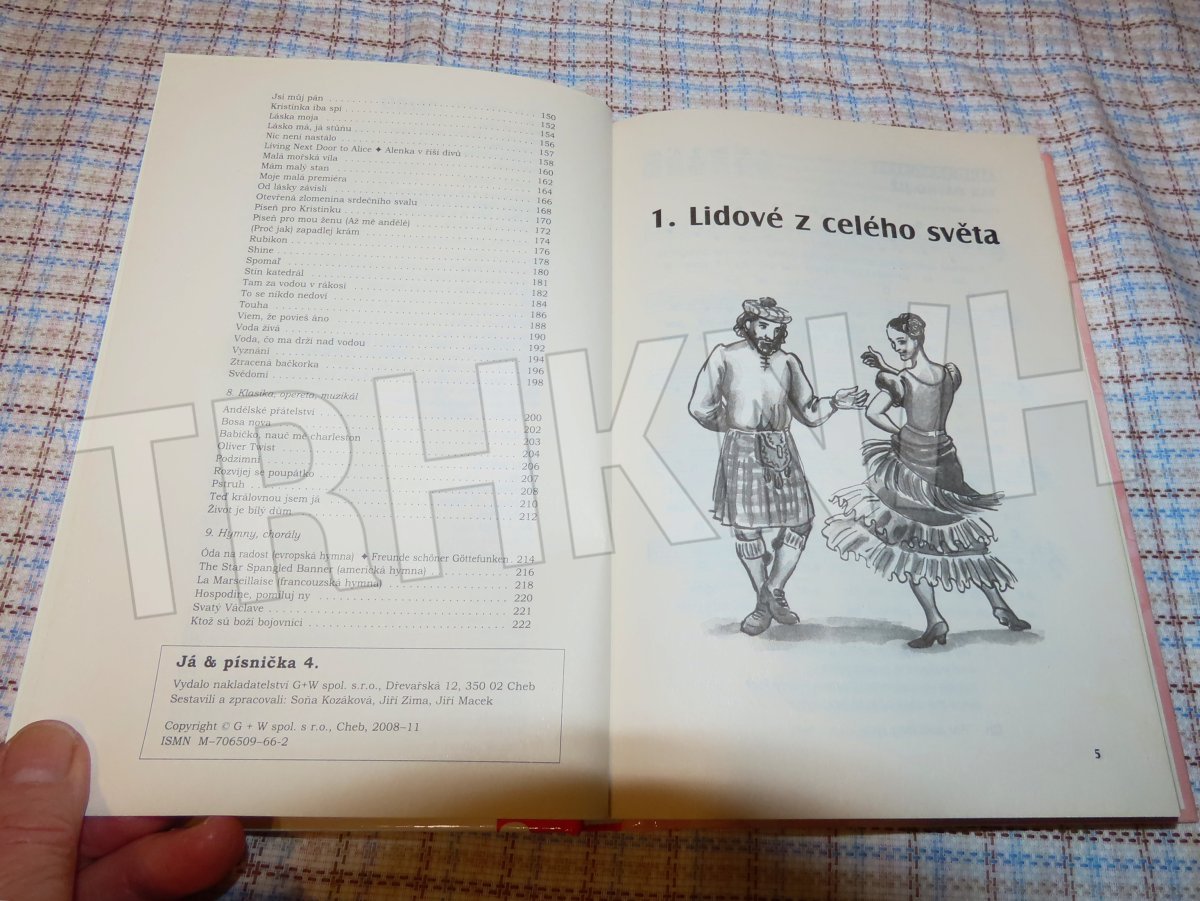 Jsi můj pán 150
Kristínka iba spí 152
Láska moja 154
Lásko má, já stůňu 156
Nic není nastálo 157
Living Next Door to Alice ✦ Alenka v říši divů 158
Malá mořská víla 160
Mám malý stan 162
Moje malá premiéra 164
Od lásky závislí 166
Otevřená zlomenina srdečního svalu 168
Píseň pro Kristínku 170
Píseň pro mou ženu (Až mě andělé) 172
(Proč jak) zapadlej krám 174
Rubikon 176
Shine 178
Spomaľ 180
Stín katedrál 181
Tam za vodou v rákosí 182
To se nikdo nedoví 184
Touha 186
Viem, že povieš áno 188
Voda živá 190
Voda, čo ma drží nad vodou 192
Vyznání 194
Ztracená bačkorka 196
Svědomí 198
8. Klasika, opereta, muzikál
Andělské přátelství 200
Bosa nova 202
Babičko, nauč mě charleston 203
Oliver Twist 204
Podzimní 206
Rozvíjej se poupátko 207
Pstruh 208
Teď královnou jsem já 210
Život je bílý dům 212
9. Hymny, chorály
Óda na radost (evropská hymna) ✦ Freunde schöner Göttefunken 214
The Star Spangled Banner (americká hymna) 216
La Marseillaise (francouzská hymna) 218
Hospodine, pomiluj ny 220
Svatý Václave 221
Ktož sú boží bojovníci 222
Já & písnička 4.
Vydalo nakladatelství G+W spol. s.r.o., Dřevařská 12, 350 02 Cheb
Sestavili a zpracovali: Soňa Kozáková, Jiří Zima, Jiří Macek
Copyright © G + W spol. s r.o., Cheb, 2008–11
ISMN M–706509–66–2
1. Lidové z celého světa
5
TRHKNIH